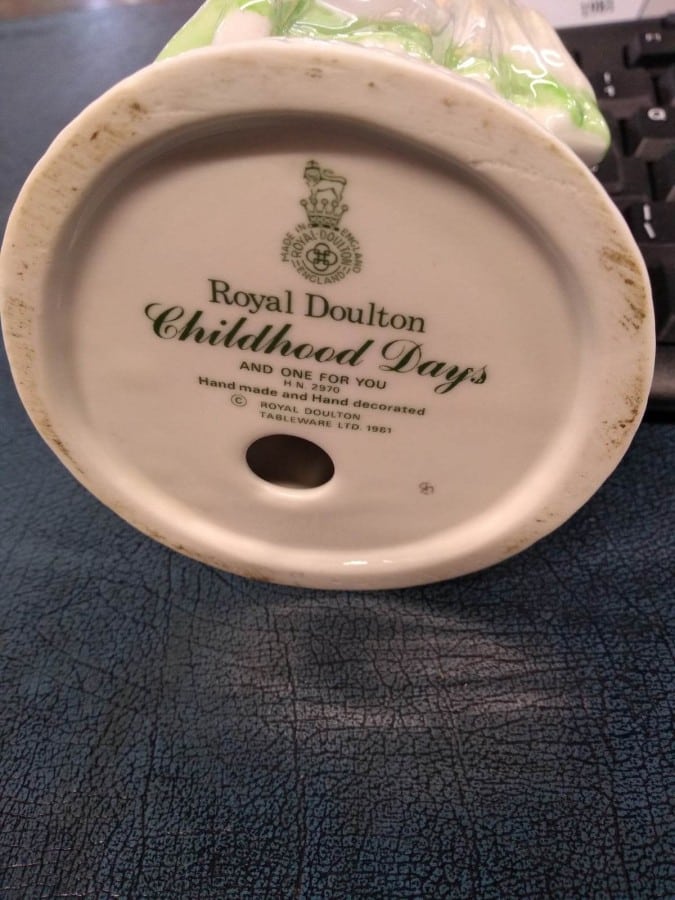 MADE IN ENGLAND
ROYAL DOULTON
ENGLAND
Royal Doulton
Childhood Days
AND ONE FOR YOU
H N. 2970
Hand made and Hand decorated
© ROYAL DOULTON
TABLEWARE LTD. 1981